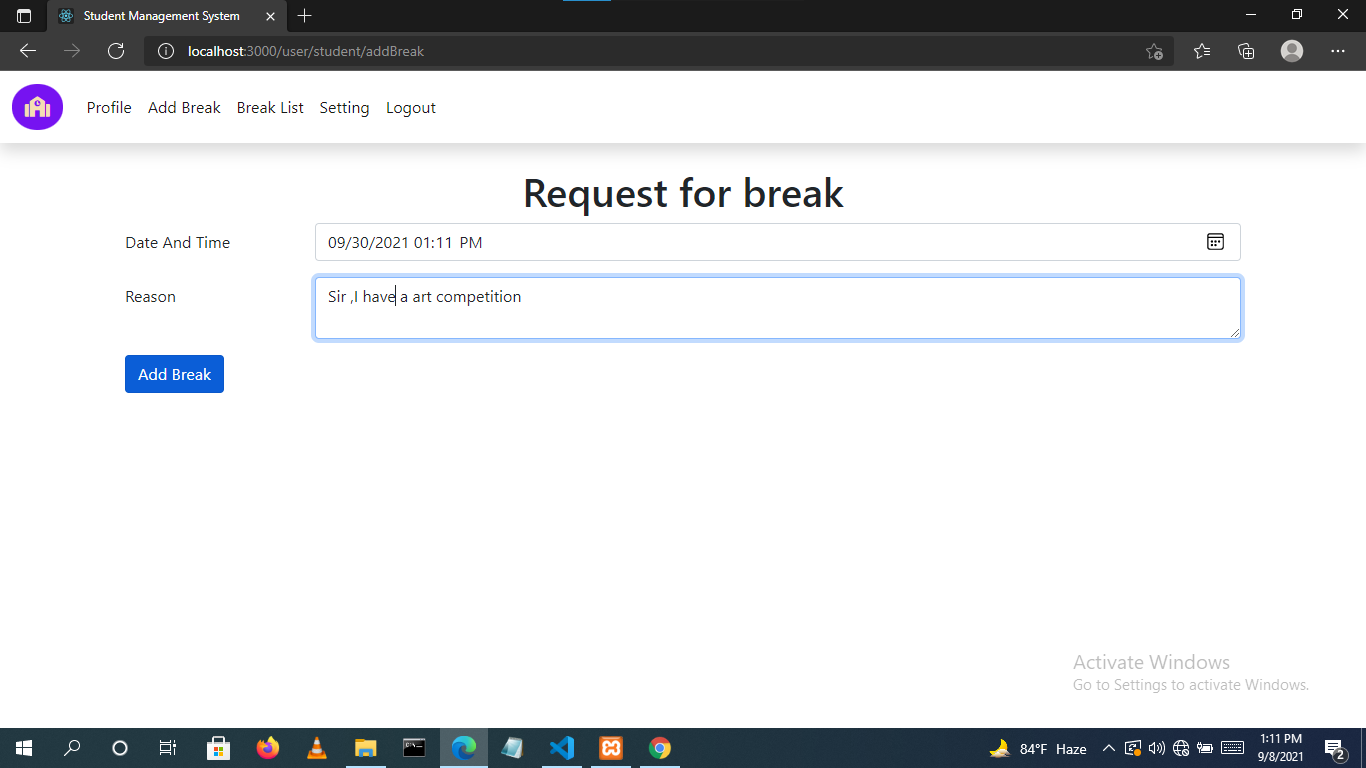 Student Management System
localhost:3000/user/student/addBreak
Profile Add Break Break List Setting Logout
Request for break
Date And Time 09/30/2021 01:11 PM
Reason Sir ,I have a art competition
Add Break
Activate Windows
Go to Settings to activate Windows.
84°F Haze 1:11 PM
9/8/2021 2